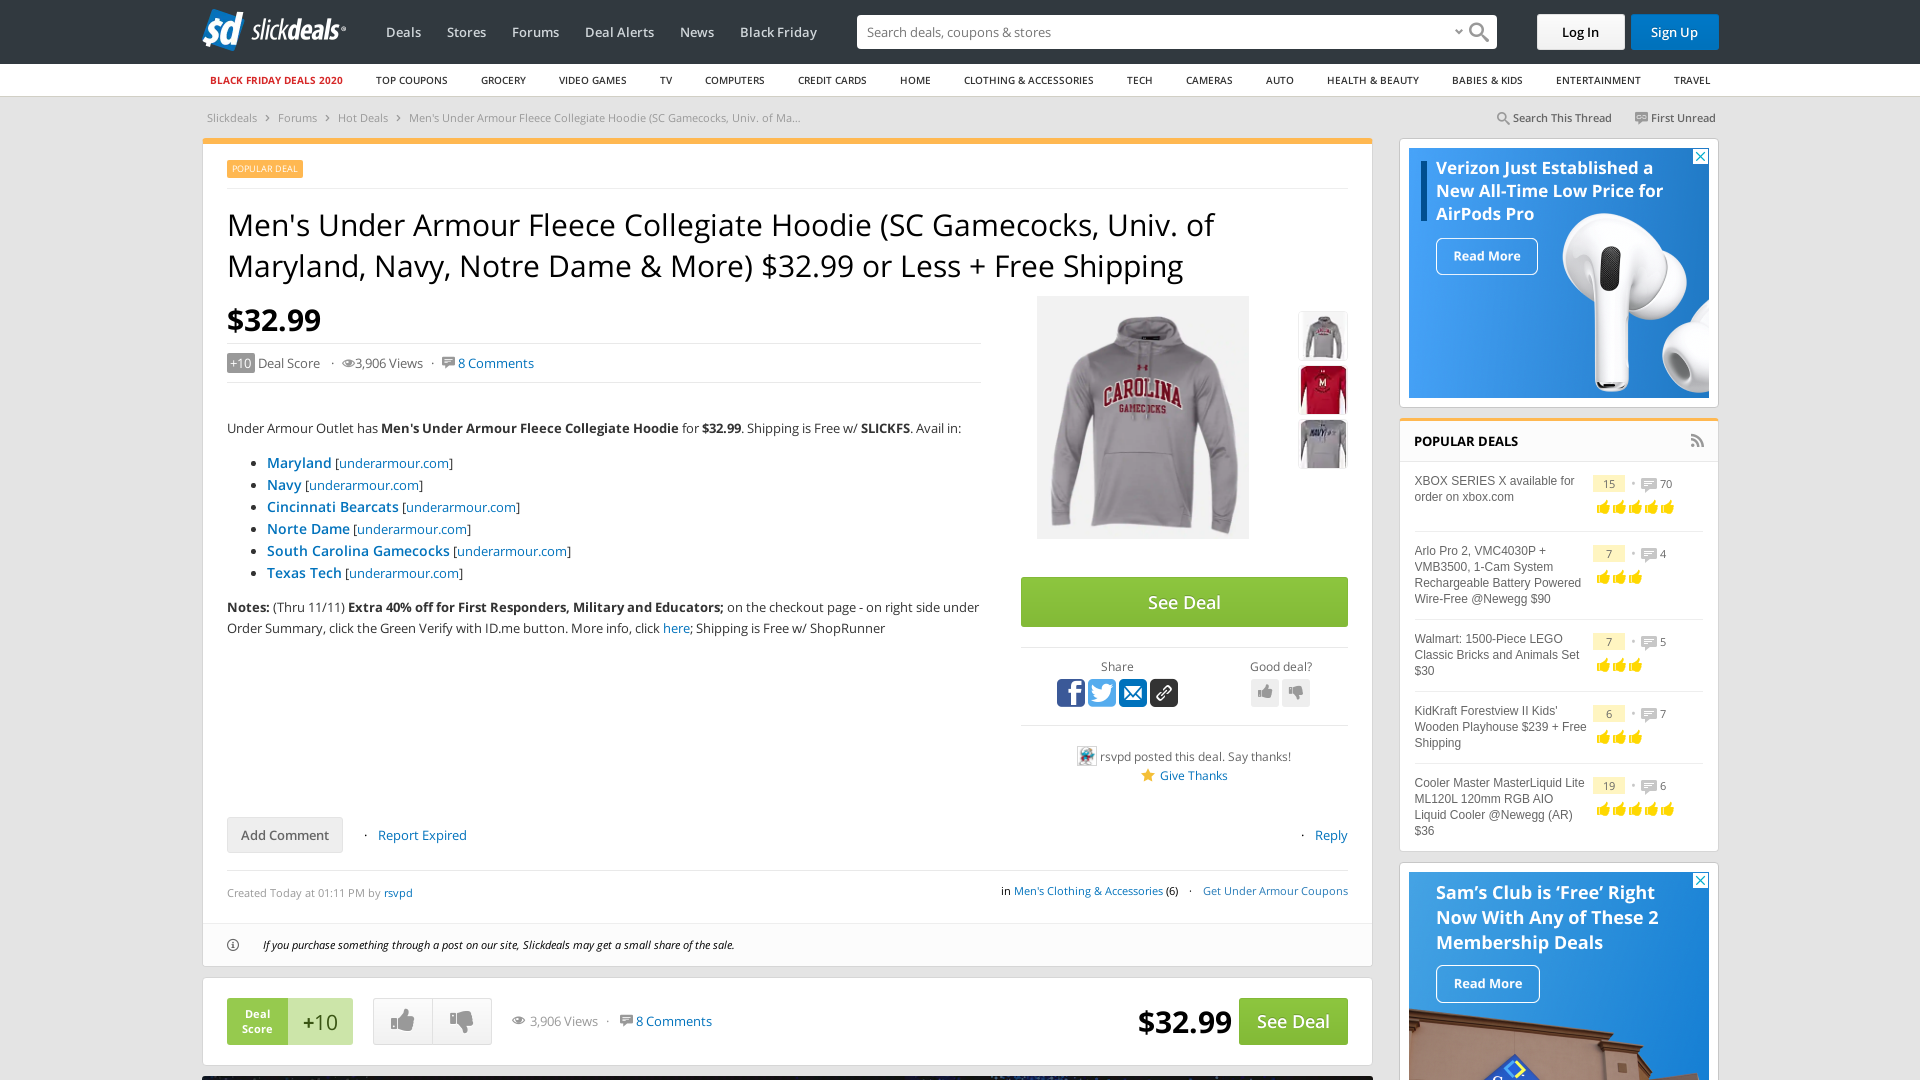 slickdeals
Deals
Stores
Forums
Deal Alerts
News
Black Friday
Search deals, coupons & stores
Log In
Sign Up
BLACK FRIDAY DEALS 2020
TOP COUPONS
GROCERY
VIDEO GAMES
TV
COMPUTERS
CREDIT CARDS
HOME
CLOTHING & ACCESSORIES
TECH
CAMERAS
AUTO
HEALTH & BEAUTY
BABIES & KIDS
ENTERTAINMENT
TRAVEL
Slickdeals
Forums
Hot Deals
Men's Under Armour Fleece Collegiate Hoodie (SC Gamecocks, Univ. of Ma...
Search This Thread
First Unread
POPULAR DEAL
Men's Under Armour Fleece Collegiate Hoodie (SC Gamecocks, Univ. of
Maryland, Navy, Notre Dame & More) $32.99 or Less + Free Shipping
$32.99
+10 Deal Score · 3,906 Views · 8 Comments
CAROLINA
GAMECOCKS
Under Armour Outlet has Men's Under Armour Fleece Collegiate Hoodie for $32.99. Shipping is Free w/ SLICKFS. Avail in:
Maryland [underarmour.com]
Navy [underarmour.com]
Cincinnati Bearcats [underarmour.com]
Norte Dame [underarmour.com]
South Carolina Gamecocks [underarmour.com]
Texas Tech [underarmour.com]
Notes: (Thru 11/11) Extra 40% off for First Responders, Military and Educators; on the checkout page - on right side under
Order Summary, click the Green Verify with ID.me button. More info, click here; Shipping is Free w/ ShopRunner
See Deal
Share
Good deal?
rsvpd posted this deal. Say thanks!
Give Thanks
Add Comment
· Report Expired
· Reply
Created Today at 01:11 PM by rsvpd
in Men's Clothing & Accessories (6) · Get Under Armour Coupons
If you purchase something through a post on our site, Slickdeals may get a small share of the sale.
Deal
Score
+10
3,906 Views ·
8 Comments
$32.99
See Deal
Verizon Just Established a
New All-Time Low Price for
AirPods Pro
Read More
POPULAR DEALS
XBOX SERIES X available for
order on xbox.com
15 · 70
Arlo Pro 2, VMC4030P +
VMB3500, 1-Cam System
Rechargeable Battery Powered
Wire-Free @Newegg $90
7 · 4
Walmart: 1500-Piece LEGO
Classic Bricks and Animals Set
$30
7 · 5
KidKraft Forestview II Kids'
Wooden Playhouse $239 + Free
Shipping
6 · 7
Cooler Master MasterLiquid Lite
ML120L 120mm RGB AIO
Liquid Cooler @Newegg (AR)
$36
19 · 6
Sam's Club is 'Free' Right
Now With Any of These 2
Membership Deals
Read More